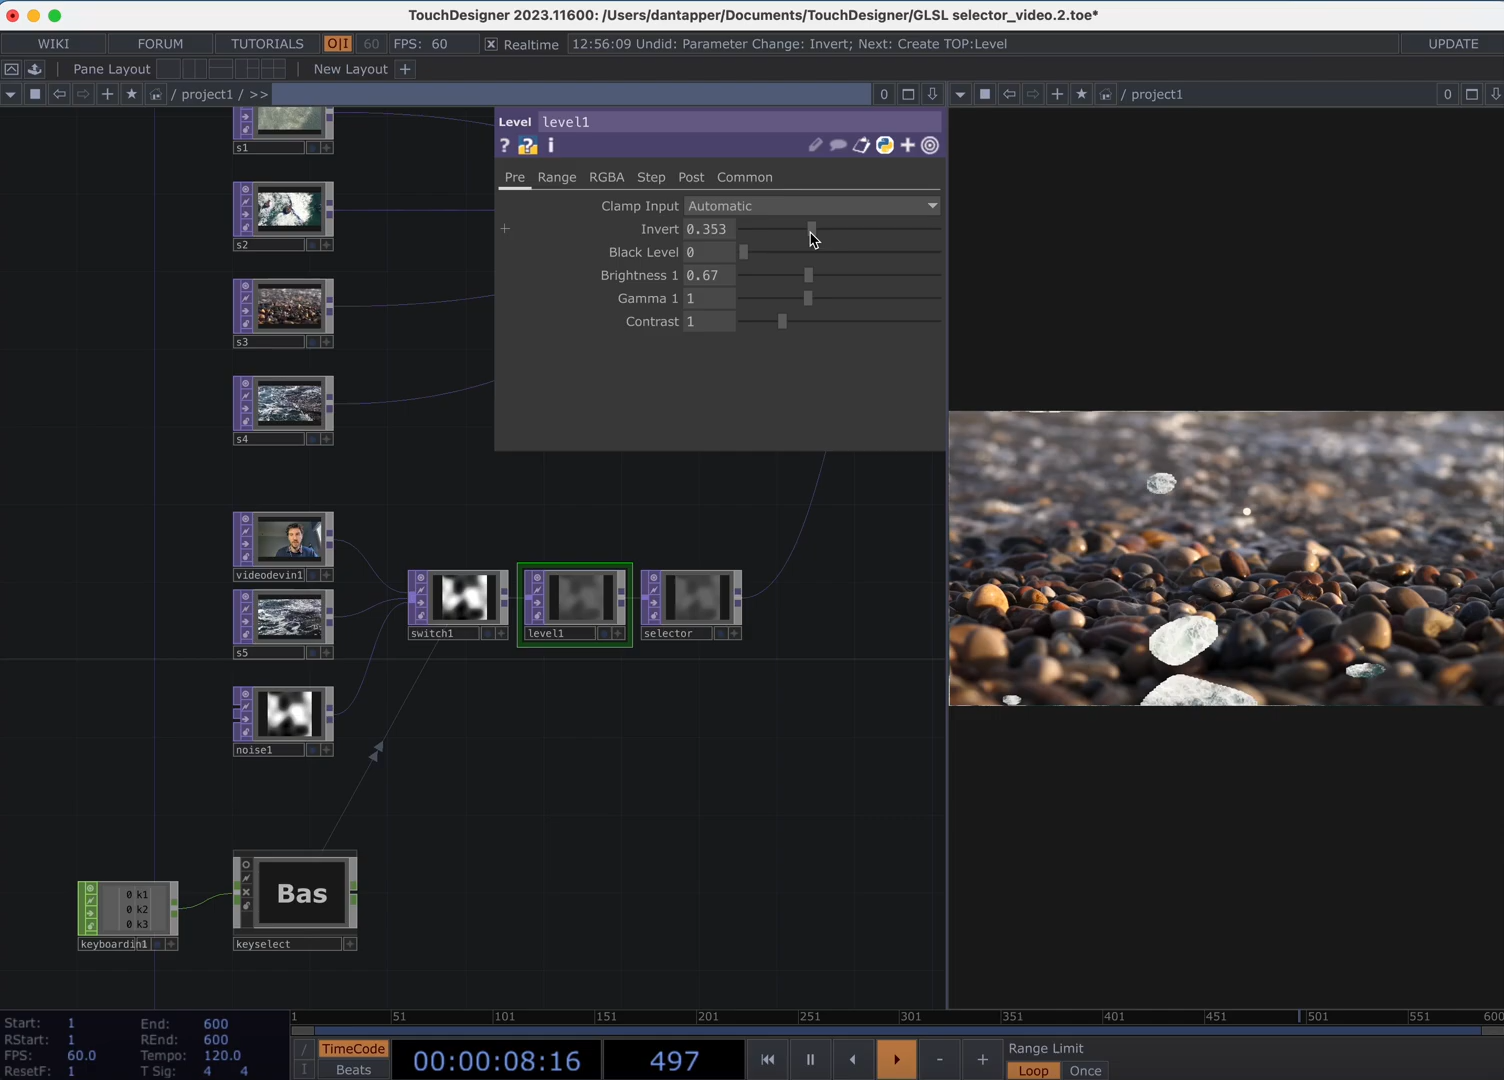 TouchDesigner 2023.11600: /Users/dantapper/Documents/TouchDesigner/GLSL selector_video.2.toe*
WIKI FORUM TUTORIALS O|I 60 FPS: 60 Realtime 12:56:09 Undid: Parameter Change: Invert; Next: Create TOP:Level UPDATE
Pane Layout New Layout +
/ project1 / >> 0 / project1 0
Level level1
? ? i
Pre Range RGBA Step Post Common
Clamp Input Automatic
Invert 0.353
Black Level 0
Brightness 1 0.67
Gamma 1 1
Contrast 1
s1
s2
s3
s4
videodevin1
s5
noise1
switch1
level1
selector
0 k1
0 k2
0 k3
keyboardin1
Bas
keyselect
Start: 1 End: 600
RStart: 1 REnd: 600
FPS: 60.0 Tempo: 120.0
ResetF: 1 T Sig: 4 4
1 51 101 151 201 251 301 351 401 451 501 551 600
TimeCode
Beats
00:00:08:16
497
- +
Range Limit
Loop Once